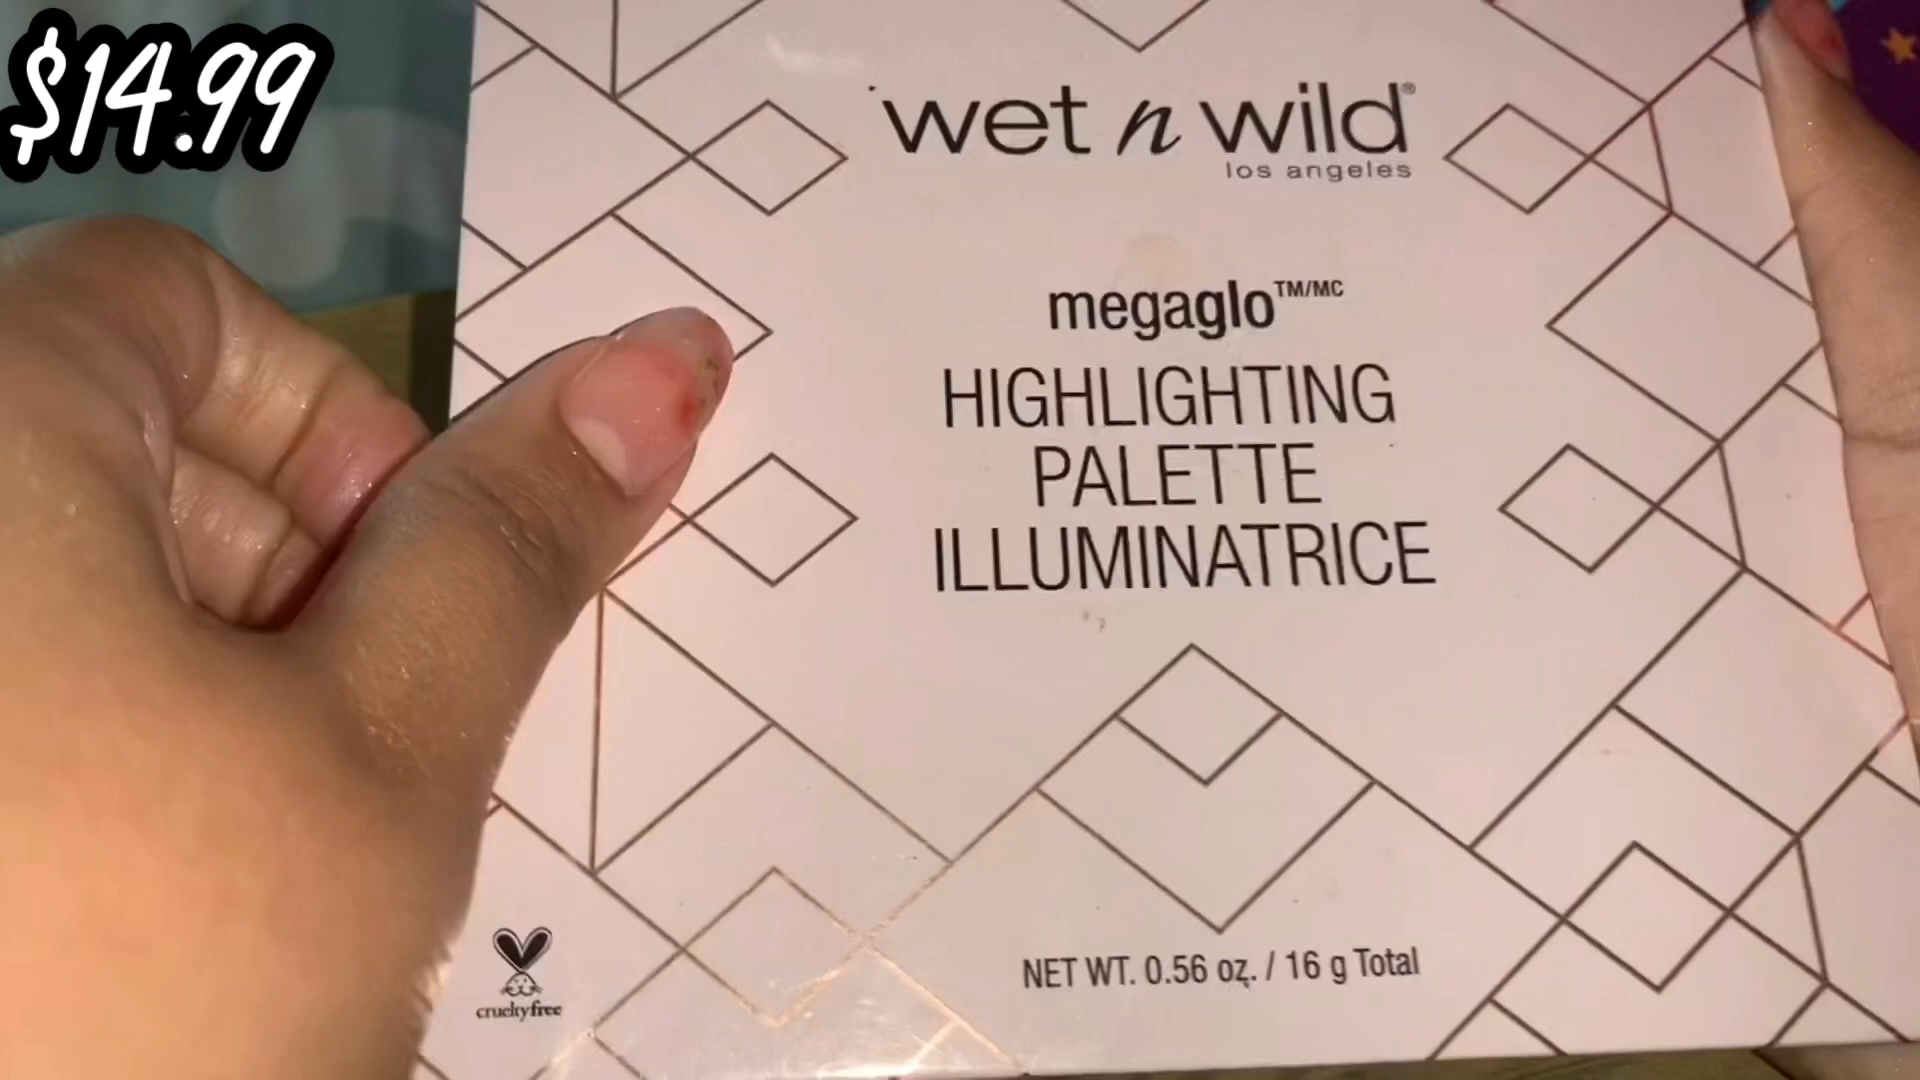 $14.99
wet n wild®
los angeles
megaglo™/MC
HIGHLIGHTING
PALETTE
ILLUMINATRICE
NET WT. 0.56 oz. / 16 g Total
crueltyfree